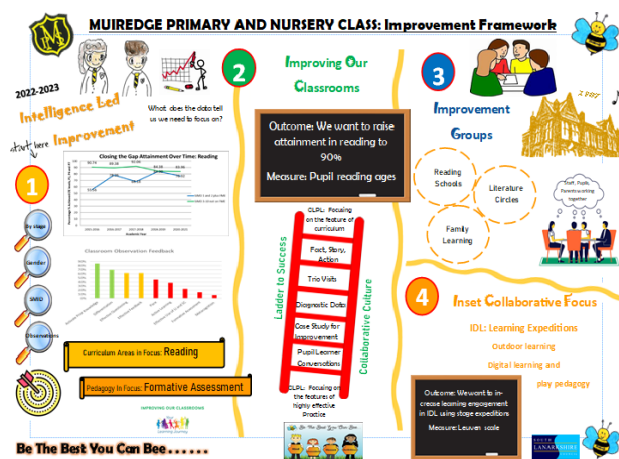 MUIREDGE PRIMARY AND NURSERY CLASS: Improvement Framework
2022-2023
Intelligence Led
Improvement
start here
1
What does the data tell
us we need to focus on?
Closing the Gap Attainment Over Time: Reading
Classroom Observation Feedback
By stage
Gender
SIMD
Observations
Curriculum Areas in Focus: Reading
Pedagogy In Focus: Formative Assessment
IMPROVING OUR CLASSROOMS
Learning Journey
Be The Best You Can Bee......
2
Improving Our
Classrooms
Outcome: We want to raise
attainment in reading to
90%
Measure: Pupil reading ages
CLPL: Focusing
on the feature of
curriculum
Ladder to Success
Fact, Story,
Action
Trio Visits
Diagnostic Data
Case Study for
Improvement
Pupil Learner
Conversations
Collaborative Culture
CLPL: Focusing on
the features of
highly effective
Practice
Be The Best You Can Bee
3
Improvement
Groups
Reading
Schools
Literature
Circles
Family
Learning
Staff, Pupils,
Parents working
together
4
Inset Collaborative Focus
IDL: Learning Expeditions
Outdoor learning
Digital learning and
play pedagogy
Outcome: We want to in-
crease learning engagement
in IDL using stage expeditions
Measure: Leuven scale
SOUTH
LANARKSHIRE